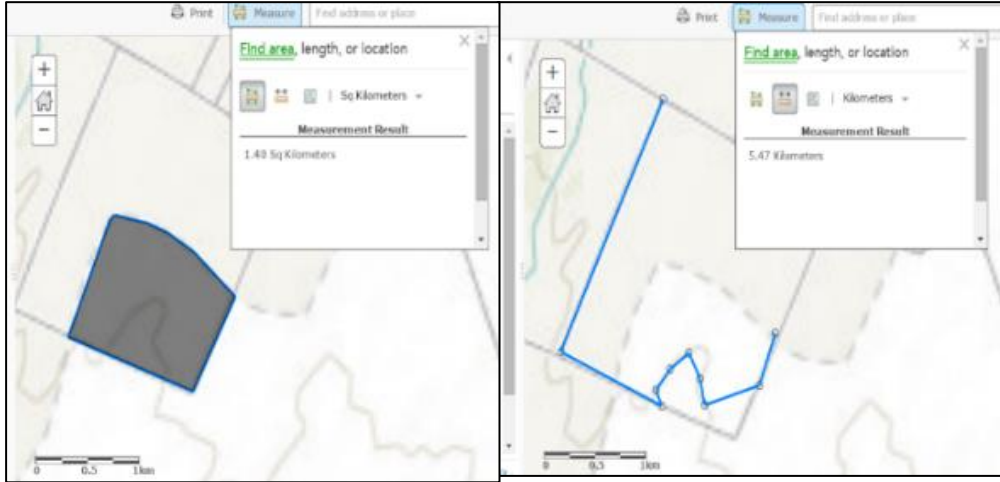 Print Measure Find address or place
Find area, length, or location
Sq Kilometers
Measurement Result
1.40 Sq Kilometers
0 0.5 1km
Print Measure Find address or place
Find area, length, or location
Kilometers
Measurement Result
5.47 Kilometers
0 0.5 1km